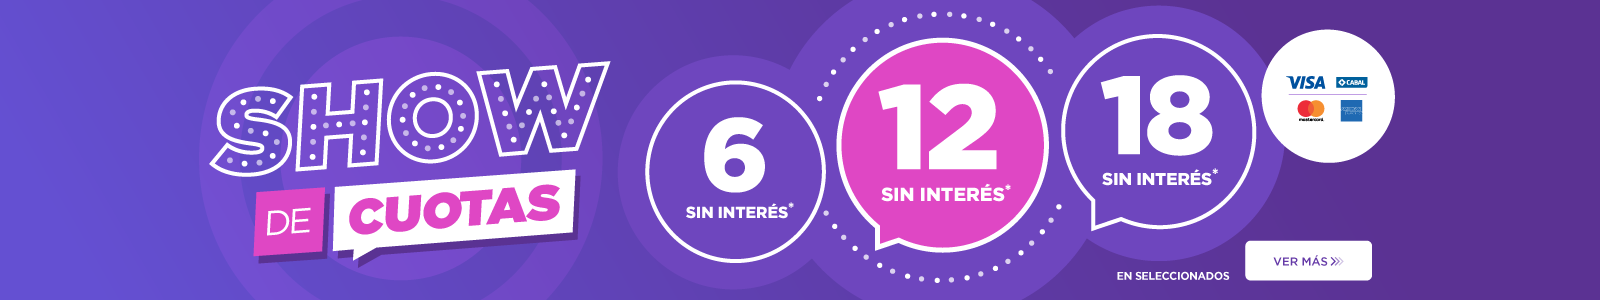 SHOW
DE CUOTAS
6
SIN INTERÉS*
12
SIN INTERÉS*
18
SIN INTERÉS*
VISA
CABAL
mastercard
EN SELECCIONADOS
VER MÁS